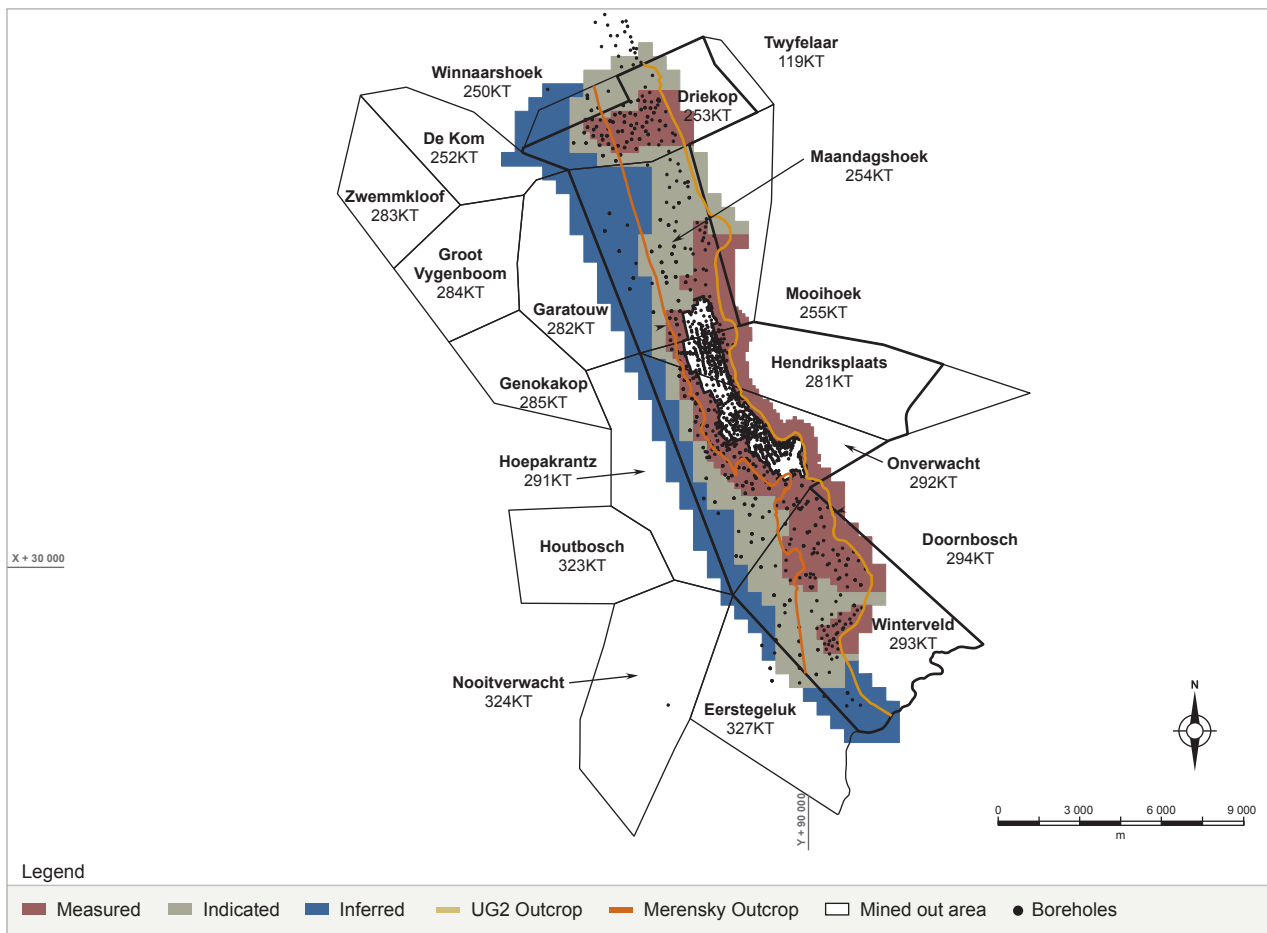 Twyfelaar
119KT
Winnaarshoek
250KT
Driekop
253KT
De Kom
252KT
Maandagshoek
254KT
Zwemmkloof
283KT
Groot
Vygenboom
284KT
Garatouw
282KT
Mooihoek
255KT
Hendriksplaats
281KT
Genokakop
285KT
Hoepakrantz
291KT
Onverwacht
292KT
Houtbosch
323KT
Doornbosch
294KT
X + 30 000
Winterveld
293KT
Nooitverwacht
324KT
Eerstegeluk
327KT
N
Y + 90 000
0 3 000 6 000 9 000
m
Legend
Measured Indicated Inferred UG2 Outcrop Merensky Outcrop Mined out area Boreholes